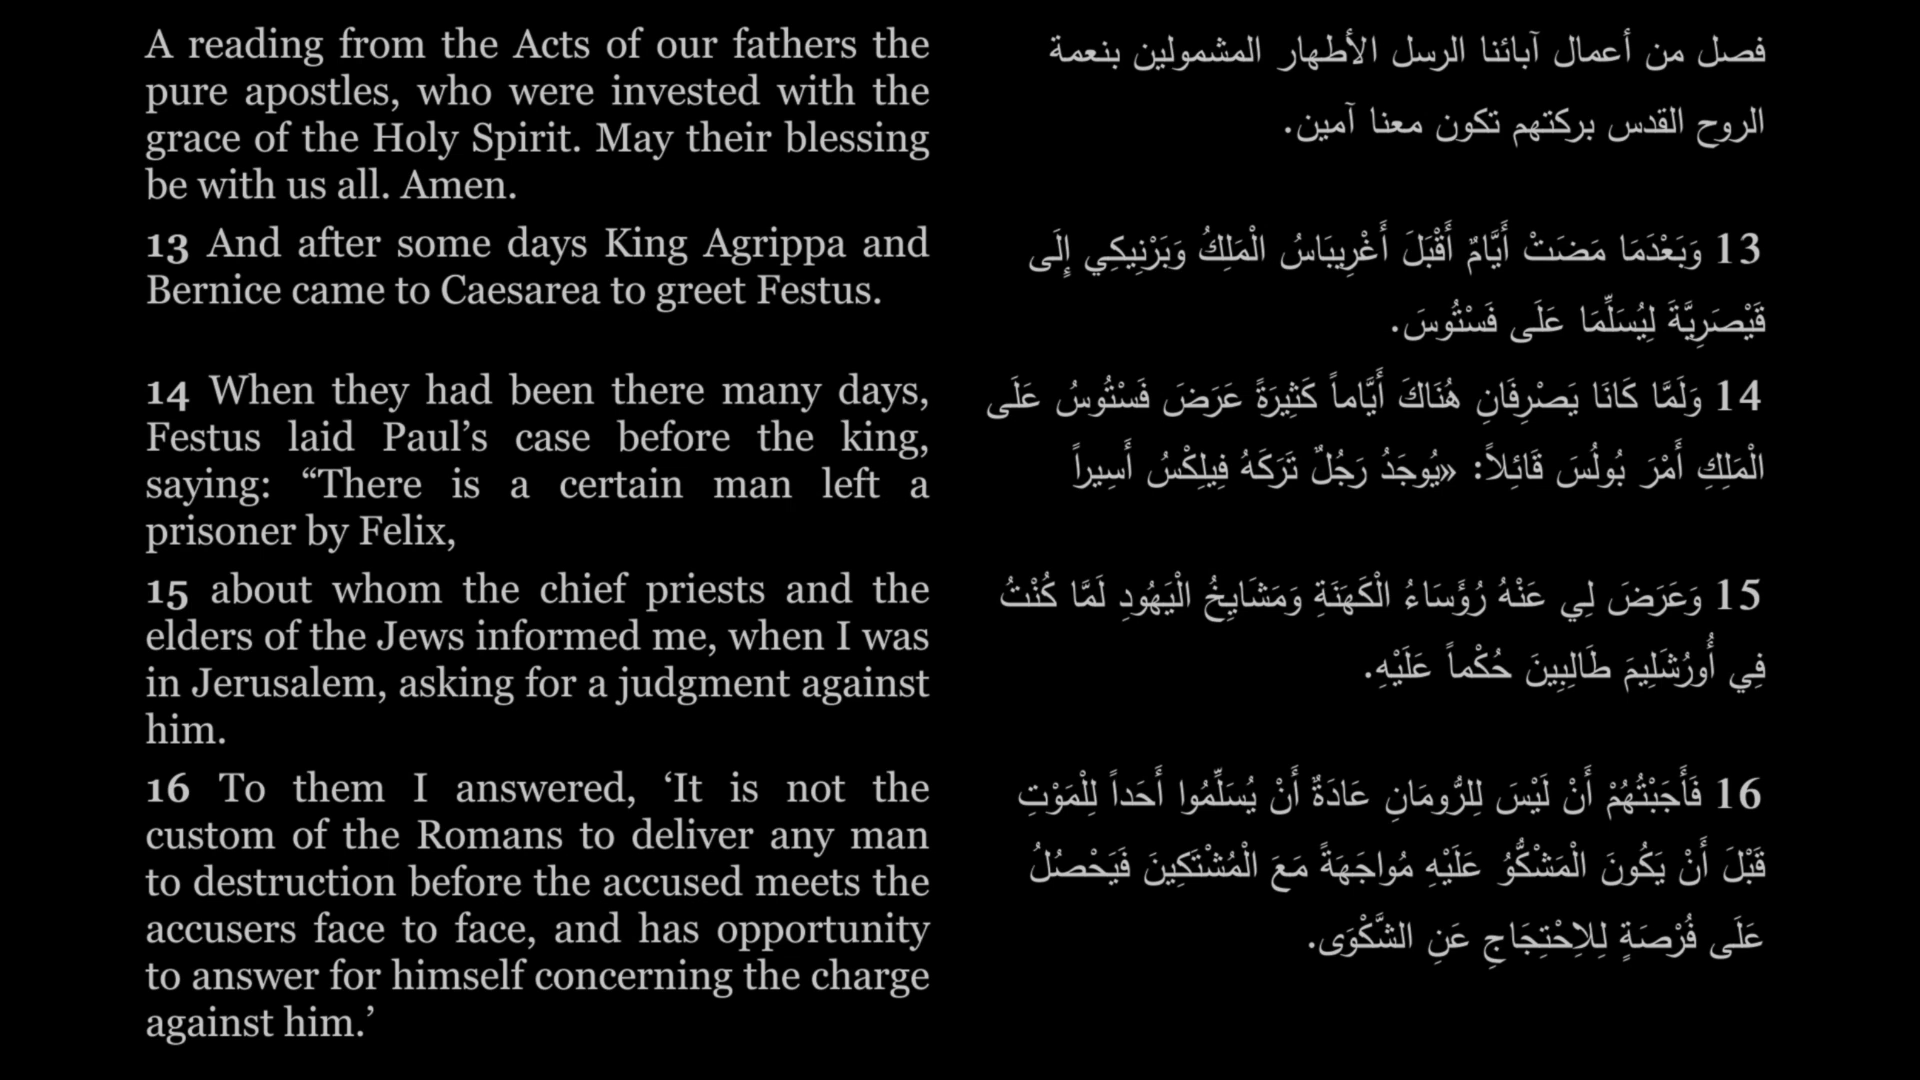 A reading from the Acts of our fathers the
pure apostles, who were invested with the
grace of the Holy Spirit. May their blessing
be with us all. Amen.
13 And after some days King Agrippa and
Bernice came to Caesarea to greet Festus.
14 When they had been there many days,
Festus laid Paul’s case before the king,
saying: “There is a certain man left a
prisoner by Felix,
15 about whom the chief priests and the
elders of the Jews informed me, when I was
in Jerusalem, asking for a judgment against
him.
16 To them I answered, ‘It is not the
custom of the Romans to deliver any man
to destruction before the accused meets the
accusers face to face, and has opportunity
to answer for himself concerning the charge
against him.’
فصل من أعمال آبائنا الرسل الأطهار المشمولين بنعمة
الروح القدس بركتهم تكون معنا آمين.
13 وَبَعْدَمَا مَضَتْ أَيَّامٌ أَقْبَلَ أَغْرِيبَاسُ الْمَلِكُ وَبَرْنِيكِي إِلَى
قَيْصَرِيَّةَ لِيُسَلِّمَا عَلَى فَسْتُوسَ.
14 وَلَمَّا كَانَا يَصْرِفَانِ هُنَاكَ أَيَّاماً كَثِيرَةً عَرَضَ فَسْتُوسُ عَلَى
الْمَلِكِ أَمْرَ بُولُسَ قَائِلاً: «يُوجَدُ رَجُلٌ تَرَكَهُ فِيلِكْسُ أَسِيراً
15 وَعَرَضَ لِي عَنْهُ رُؤَسَاءُ الْكَهَنَةِ وَمَشَايِخُ الْيَهُودِ لَمَّا كُنْتُ
فِي أُورُشَلِيمَ طَالِبِينَ حُكْماً عَلَيْهِ.
16 فَأَجَبْتُهُمْ أَنْ لَيْسَ لِلرُّومَانِ عَادَةٌ أَنْ يُسَلِّمُوا أَحَداً لِلْمَوْتِ
قَبْلَ أَنْ يَكُونَ الْمَشْكُّوُ عَلَيْهِ مُواجَهَةً مَعَ الْمُشْتَكِينَ فَيَحْصُلُ
عَلَى فُرْصَةٍ لِلاِحْتِجَاجِ عَنِ الشَّكْوَى.